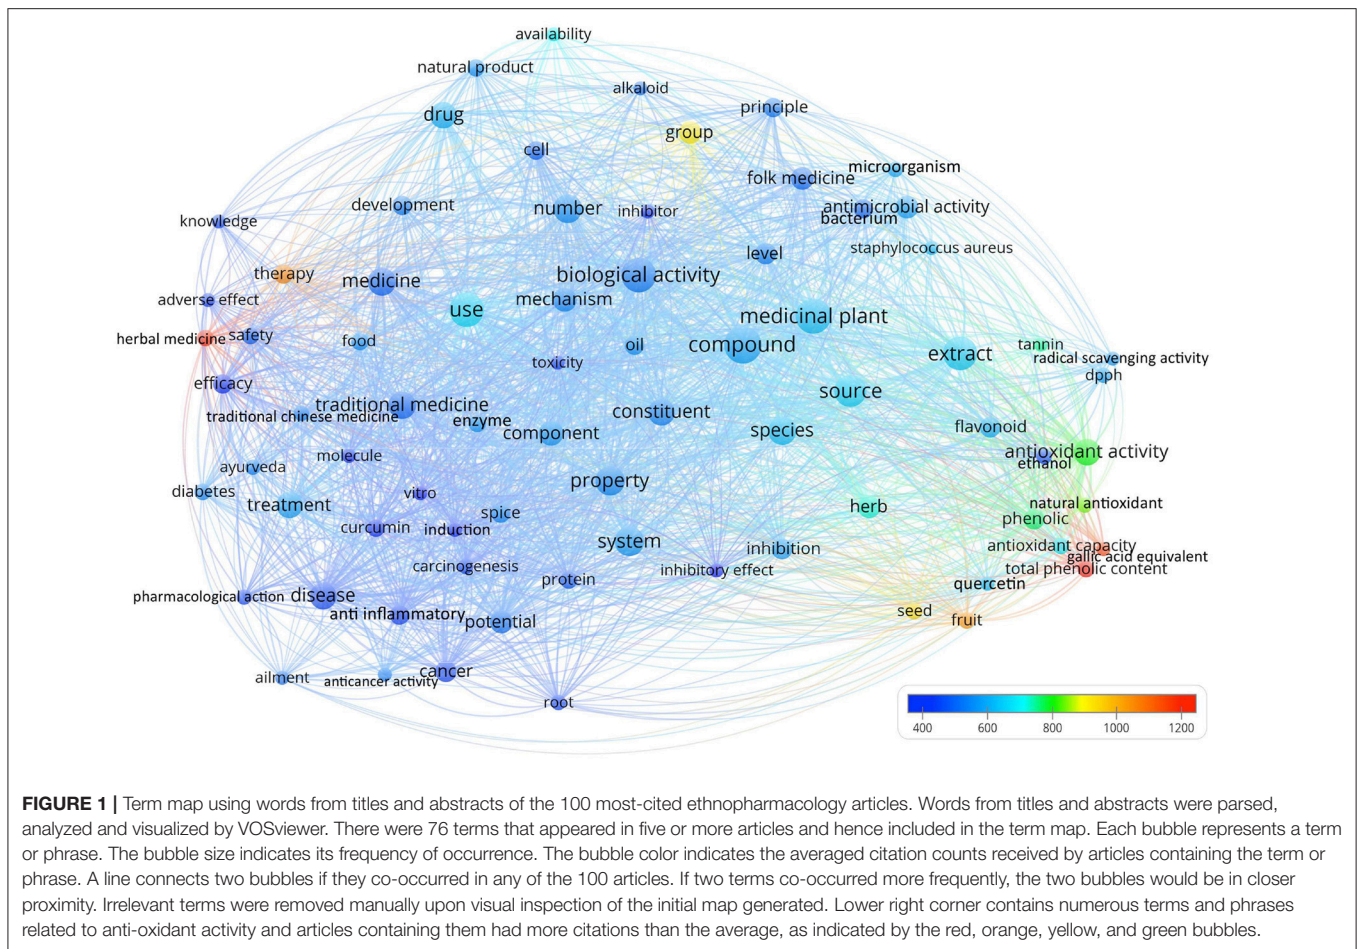 availability
natural product
alkaloid
principle
drug
group
cell
microorganism
folk medicine
development
number
inhibitor
antimicrobial activity
bacterium
knowledge
staphylococcus aureus
level
therapy
medicine
biological activity
adverse effect
mechanism
use
medicinal plant
herbal medicine
safety
food
oil
compound
extract
tannin
radical scavenging activity
toxicity
dpph
efficacy
source
traditional medicine
traditional chinese medicine
enzyme
constituent
component
species
flavonoid
molecule
antioxidant activity
ethanol
ayurveda
diabetes
vitro
property
treatment
spice
herb
natural antioxidant
phenolic
curcumin
induction
system
inhibition
antioxidant capacity
gallic acid equivalent
carcinogenesis
protein
inhibitory effect
total phenolic content
quercetin
pharmacological action
disease
anti inflammatory
potential
seed
fruit
ailment
anticancer activity
cancer
root
400 600 800 1000 1200
FIGURE 1 | Term map using words from titles and abstracts of the 100 most-cited ethnopharmacology articles. Words from titles and abstracts were parsed,
analyzed and visualized by VOSviewer. There were 76 terms that appeared in five or more articles and hence included in the term map. Each bubble represents a term
or phrase. The bubble size indicates its frequency of occurrence. The bubble color indicates the averaged citation counts received by articles containing the term or
phrase. A line connects two bubbles if they co-occurred in any of the 100 articles. If two terms co-occurred more frequently, the two bubbles would be in closer
proximity. Irrelevant terms were removed manually upon visual inspection of the initial map generated. Lower right corner contains numerous terms and phrases
related to anti-oxidant activity and articles containing them had more citations than the average, as indicated by the red, orange, yellow, and green bubbles.